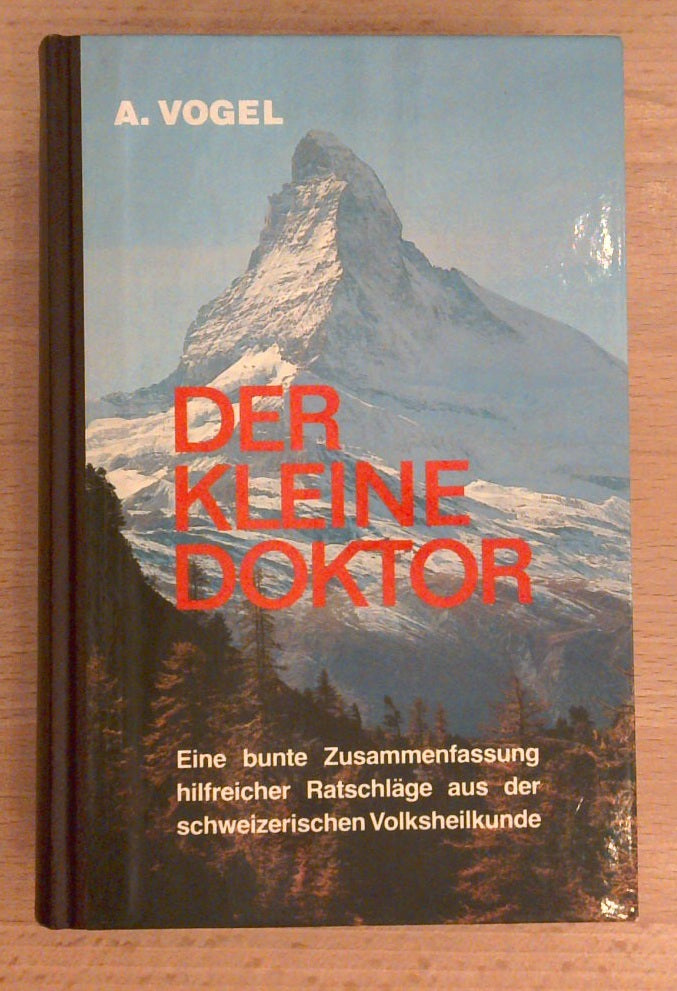 A. VOGEL
DER
KLEINE
DOKTOR
Eine bunte Zusammenfassung
hilfreicher Ratschläge aus der
schweizerischen Volksheilkunde